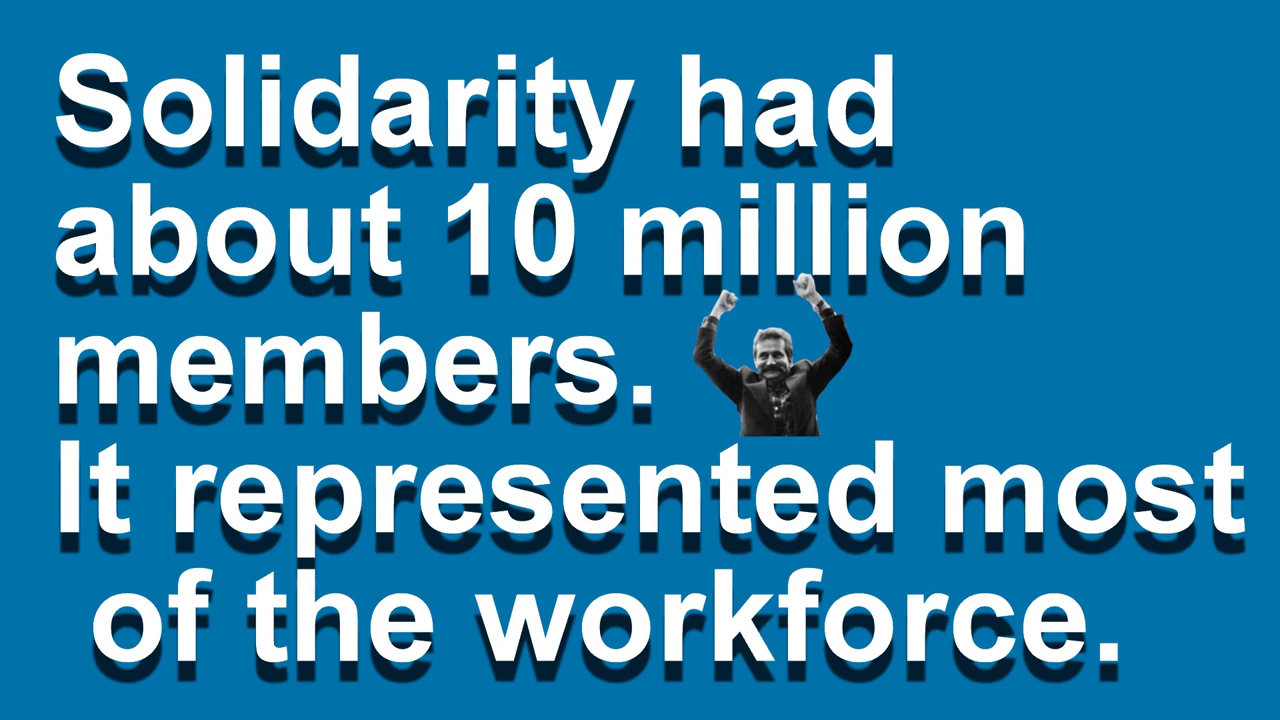 Solidarity had
about 10 million
members.
It represented most
of the workforce.